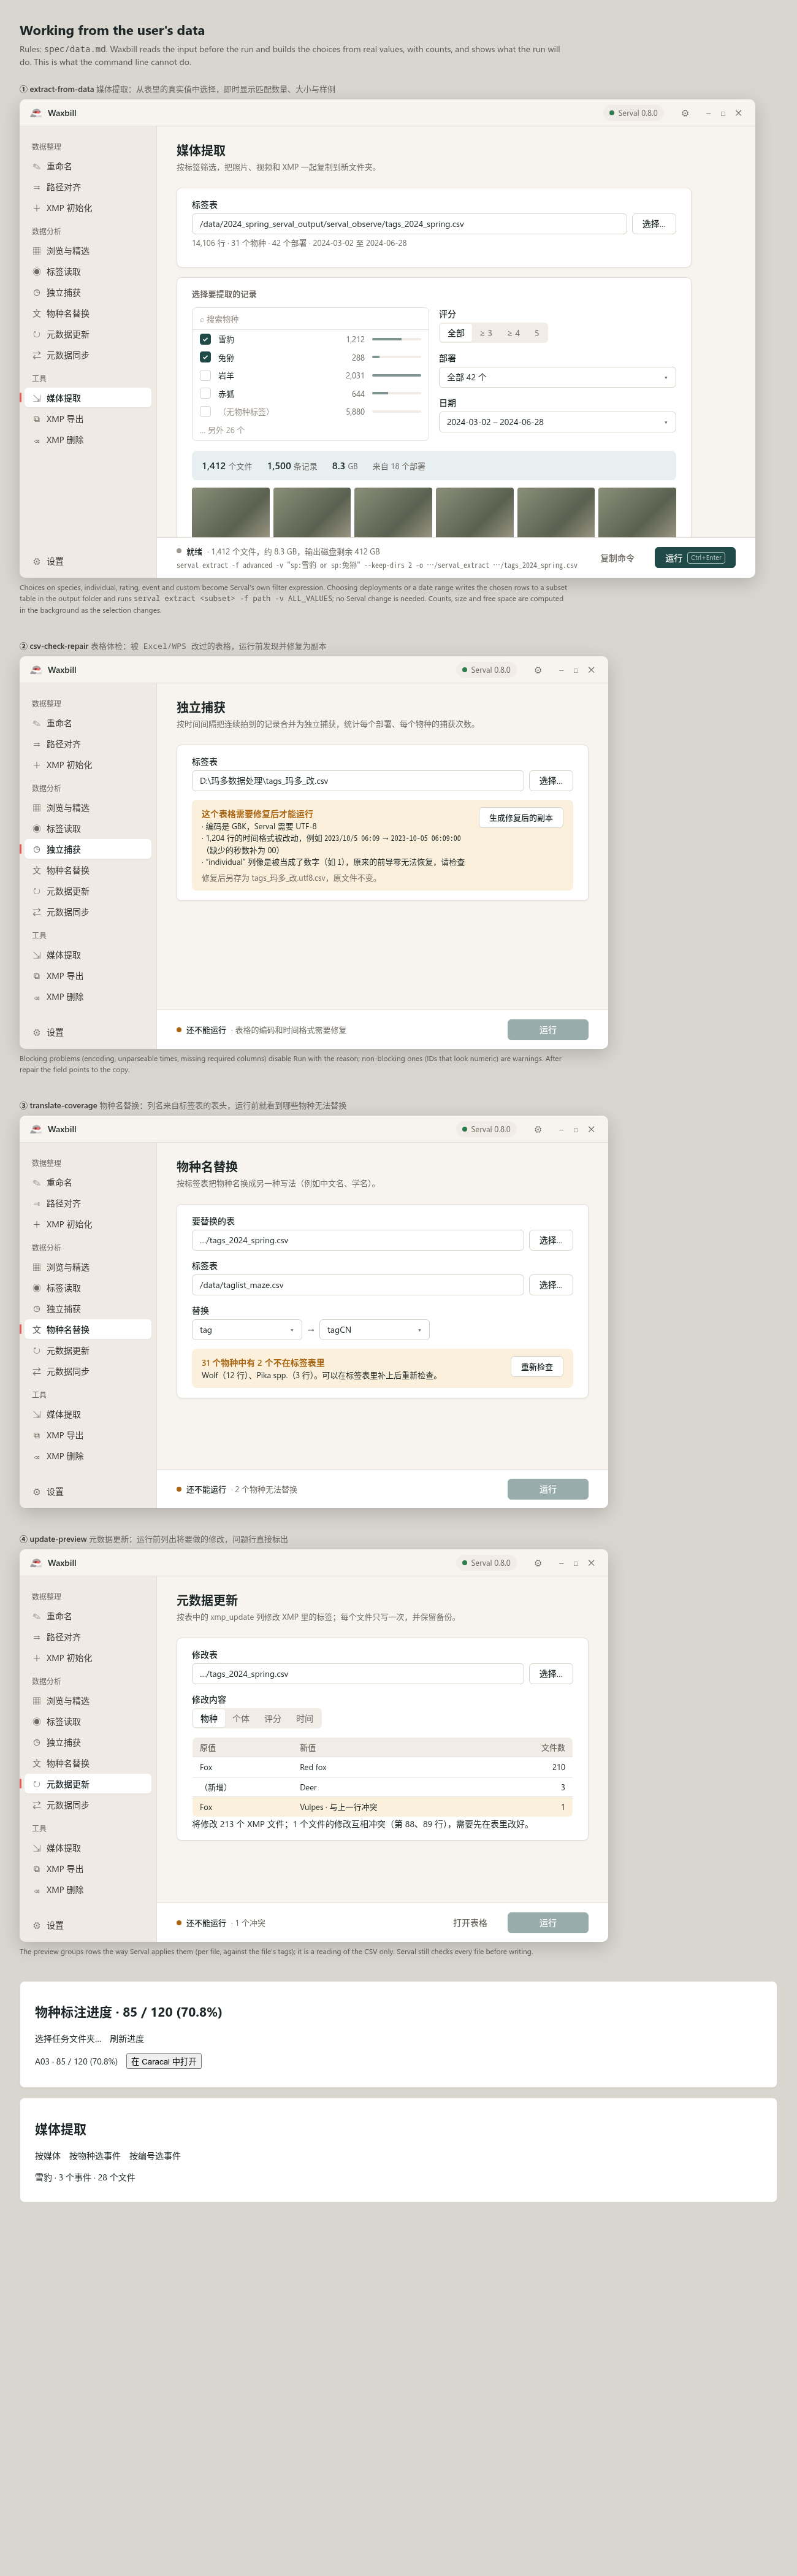 Working from the user's data
Rules: spec/data.md. Waxbill reads the input before the run and builds the choices from real values, with counts, and shows what the run will
do. This is what the command line cannot do.
① extract-from-data 媒体提取：从表里的真实值中选择，即时显示匹配数量、大小与样例
Waxbill
Serval 0.8.0
数据整理
重命名
路径对齐
XMP 初始化
数据分析
浏览与精选
标签读取
独立捕获
物种名替换
元数据更新
元数据同步
工具
媒体提取
XMP 导出
XMP 删除
设置
媒体提取
按标签筛选，把照片、视频和 XMP 一起复制到新文件夹。
标签表
/data/2024_spring_serval_output/serval_observe/tags_2024_spring.csv
选择…
14,106 行 · 31 个物种 · 42 个部署 · 2024-03-02 至 2024-06-28
选择要提取的记录
搜索物种
雪豹 1,212
兔狲 288
岩羊 2,031
赤狐 644
（无物种标签） 5,880
… 另外 26 个
评分
全部 ≥ 3 ≥ 4 5
部署
全部 42 个
日期
2024-03-02 – 2024-06-28
1,412 个文件 1,500 条记录 8.3 GB 来自 18 个部署
就绪 · 1,412 个文件，约 8.3 GB，输出磁盘剩余 412 GB
serval extract -f advanced -v "sp:雪豹 or sp:兔狲" --keep-dirs 2 -o …/serval_extract …/tags_2024_spring.csv
复制命令
运行 Ctrl+Enter
Choices on species, individual, rating, event and custom become Serval's own filter expression. Choosing deployments or a date range writes the chosen rows to a subset
table in the output folder and runs serval extract <subset> -f path -v ALL_VALUES; no Serval change is needed. Counts, size and free space are computed
in the background as the selection changes.
② csv-check-repair 表格体检：被 Excel/WPS 改过的表格，运行前发现并修复为副本
Waxbill
Serval 0.8.0
数据整理
重命名
路径对齐
XMP 初始化
数据分析
浏览与精选
标签读取
独立捕获
物种名替换
元数据更新
元数据同步
工具
媒体提取
XMP 导出
XMP 删除
设置
独立捕获
按时间间隔把连续拍到的记录合并为独立捕获，统计每个部署、每个物种的捕获次数。
标签表
D:\玛多数据处理\tags_玛多_改.csv
选择…
这个表格需要修复后才能运行
· 编码是 GBK，Serval 需要 UTF-8
· 1,204 行的时间格式被改动，例如 2023/10/5 06:09 → 2023-10-05 06:09:00
（缺少的秒数补为 00）
· “individual” 列像是被当成了数字（如 1），原来的前导零无法恢复，请检查
修复后另存为 tags_玛多_改.utf8.csv，原文件不变。
生成修复后的副本
还不能运行 · 表格的编码和时间格式需要修复
运行
Blocking problems (encoding, unparseable times, missing required columns) disable Run with the reason; non-blocking ones (IDs that look numeric) are warnings. After
repair the field points to the copy.
③ translate-coverage 物种名替换：列名来自标签表的表头，运行前就看到哪些物种无法替换
Waxbill
Serval 0.8.0
数据整理
重命名
路径对齐
XMP 初始化
数据分析
浏览与精选
标签读取
独立捕获
物种名替换
元数据更新
元数据同步
工具
媒体提取
XMP 导出
XMP 删除
设置
物种名替换
按标签表把物种名换成另一种写法（例如中文名、学名）。
要替换的表
…/tags_2024_spring.csv
选择…
标签表
/data/taglist_maze.csv
选择…
替换
tag → tagCN
31 个物种中有 2 个不在标签表里
Wolf（12 行）、Pika spp.（3 行）。可以在标签表里补上后重新检查。
重新检查
还不能运行 · 2 个物种无法替换
运行
④ update-preview 元数据更新：运行前列出将要做的修改，问题行直接标出
Waxbill
Serval 0.8.0
数据整理
重命名
路径对齐
XMP 初始化
数据分析
浏览与精选
标签读取
独立捕获
物种名替换
元数据更新
元数据同步
工具
媒体提取
XMP 导出
XMP 删除
设置
元数据更新
按表中的 xmp_update 列修改 XMP 里的标签；每个文件只写一次，并保留备份。
修改表
…/tags_2024_spring.csv
选择…
修改内容
物种 个体 评分 时间
原值 新值 文件数
Fox Red fox 210
（新增） Deer 3
Fox Vulpes · 与上一行冲突 1
将修改 213 个 XMP 文件；1 个文件的修改互相冲突（第 88、89 行），需要先在表里改好。
还不能运行 · 1 个冲突
打开表格
运行
The preview groups rows the way Serval applies them (per file, against the file's tags); it is a reading of the CSV only. Serval still checks every file before writing.
物种标注进度 · 85 / 120 (70.8%)
选择任务文件夹… 刷新进度
A03 · 85 / 120 (70.8%) 在 Caracal 中打开
媒体提取
按媒体 按物种选事件 按编号选事件
雪豹 · 3 个事件 · 28 个文件